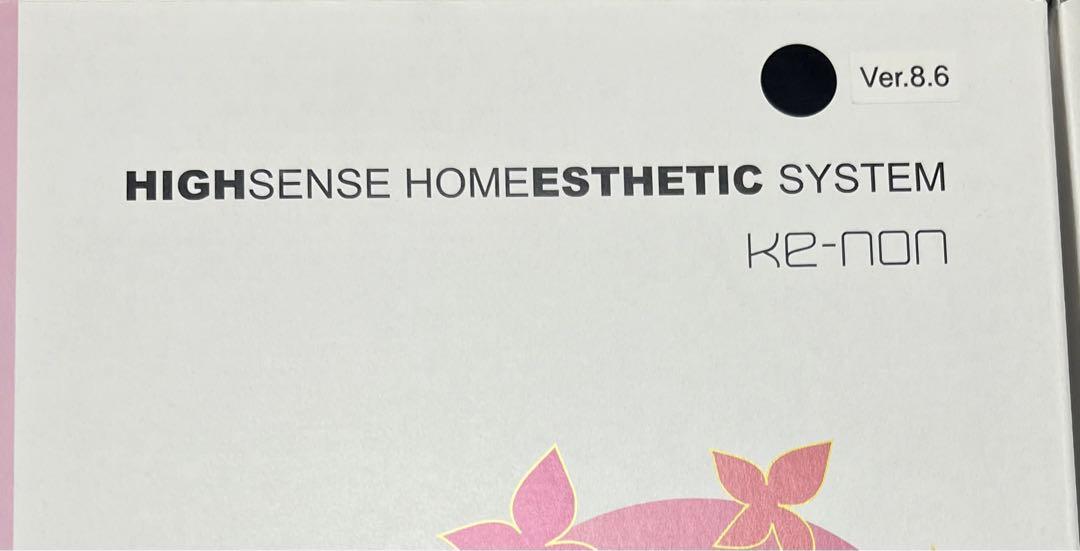 Ver.8.6
HIGHSENSE HOMEESTHETIC SYSTEM
ke-non